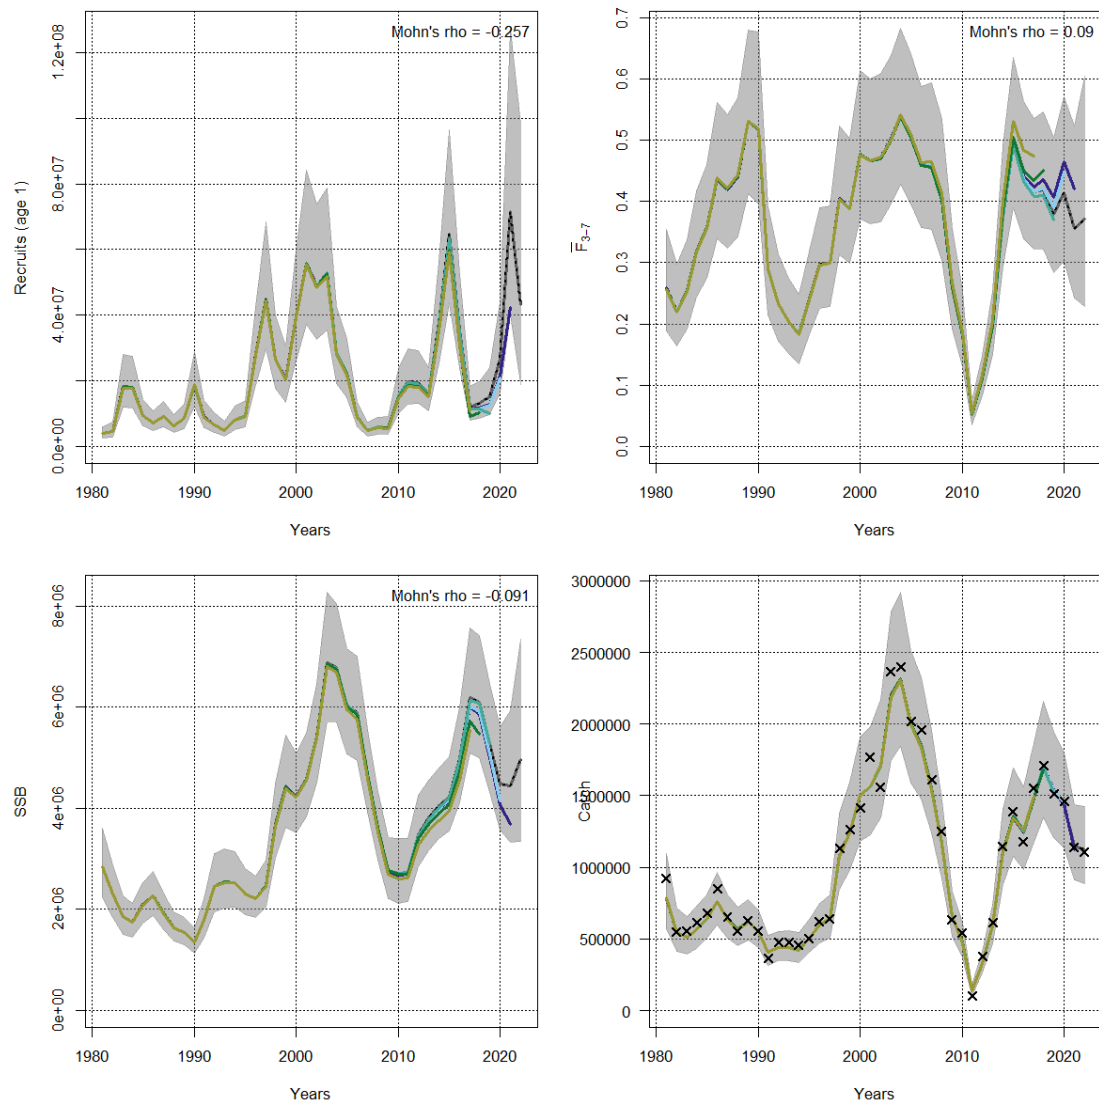 Mohn's rho = -0.257
Recruits (age 1)
0.0e+00 4.0e+07 8.0e+07 1.2e+08
1980 1990 2000 2010 2020
Years
Mohn's rho = 0.09
F̅3−7
0.0 0.1 0.2 0.3 0.4 0.5 0.6 0.7
1980 1990 2000 2010 2020
Years
Mohn's rho = -0.091
SSB
0e+00 2e+06 4e+06 6e+06 8e+06
1980 1990 2000 2010 2020
Years
Catch
3000000
2500000
2000000
1500000
1000000
500000
0
1980 1990 2000 2010 2020
Years